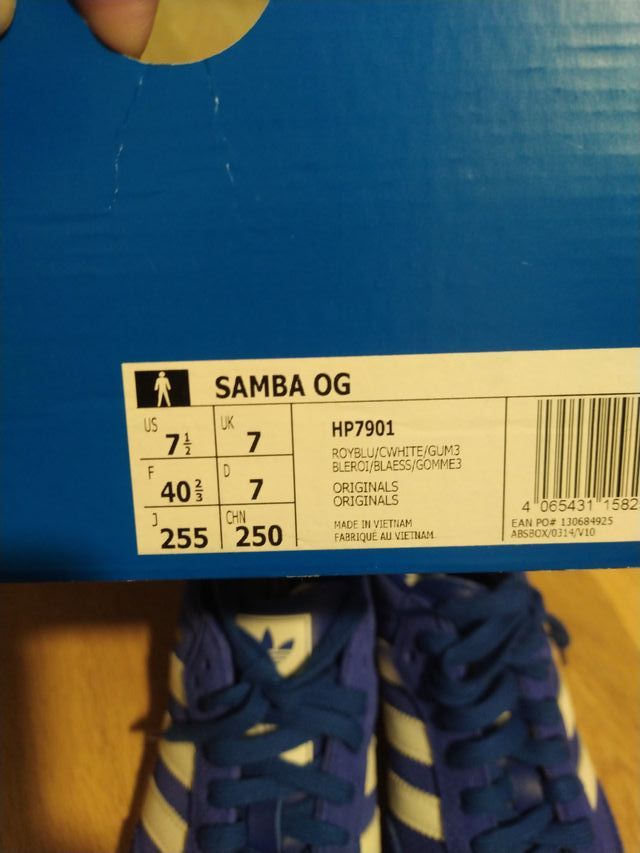 SAMBA OG
US 7 1/2
UK 7
F 40 2/3
D 7
J 255
CHN 250
HP7901
ROYBLU/CWHITE/GUM3
BLEROI/BLAESS/GOMME3
ORIGINALS
ORIGINALS
MADE IN VIETNAM
FABRIQUÉ AU VIETNAM
4 065431 1582
EAN PO# 130684925
ABSBOX/0314/V10